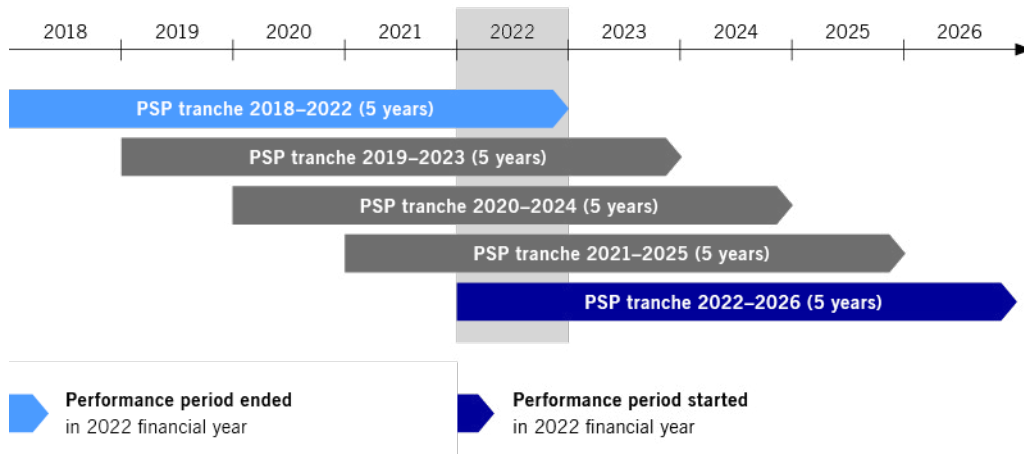 2018 2019 2020 2021 2022 2023 2024 2025 2026
PSP tranche 2018–2022 (5 years)
PSP tranche 2019–2023 (5 years)
PSP tranche 2020–2024 (5 years)
PSP tranche 2021–2025 (5 years)
PSP tranche 2022–2026 (5 years)
Performance period ended
in 2022 financial year
Performance period started
in 2022 financial year